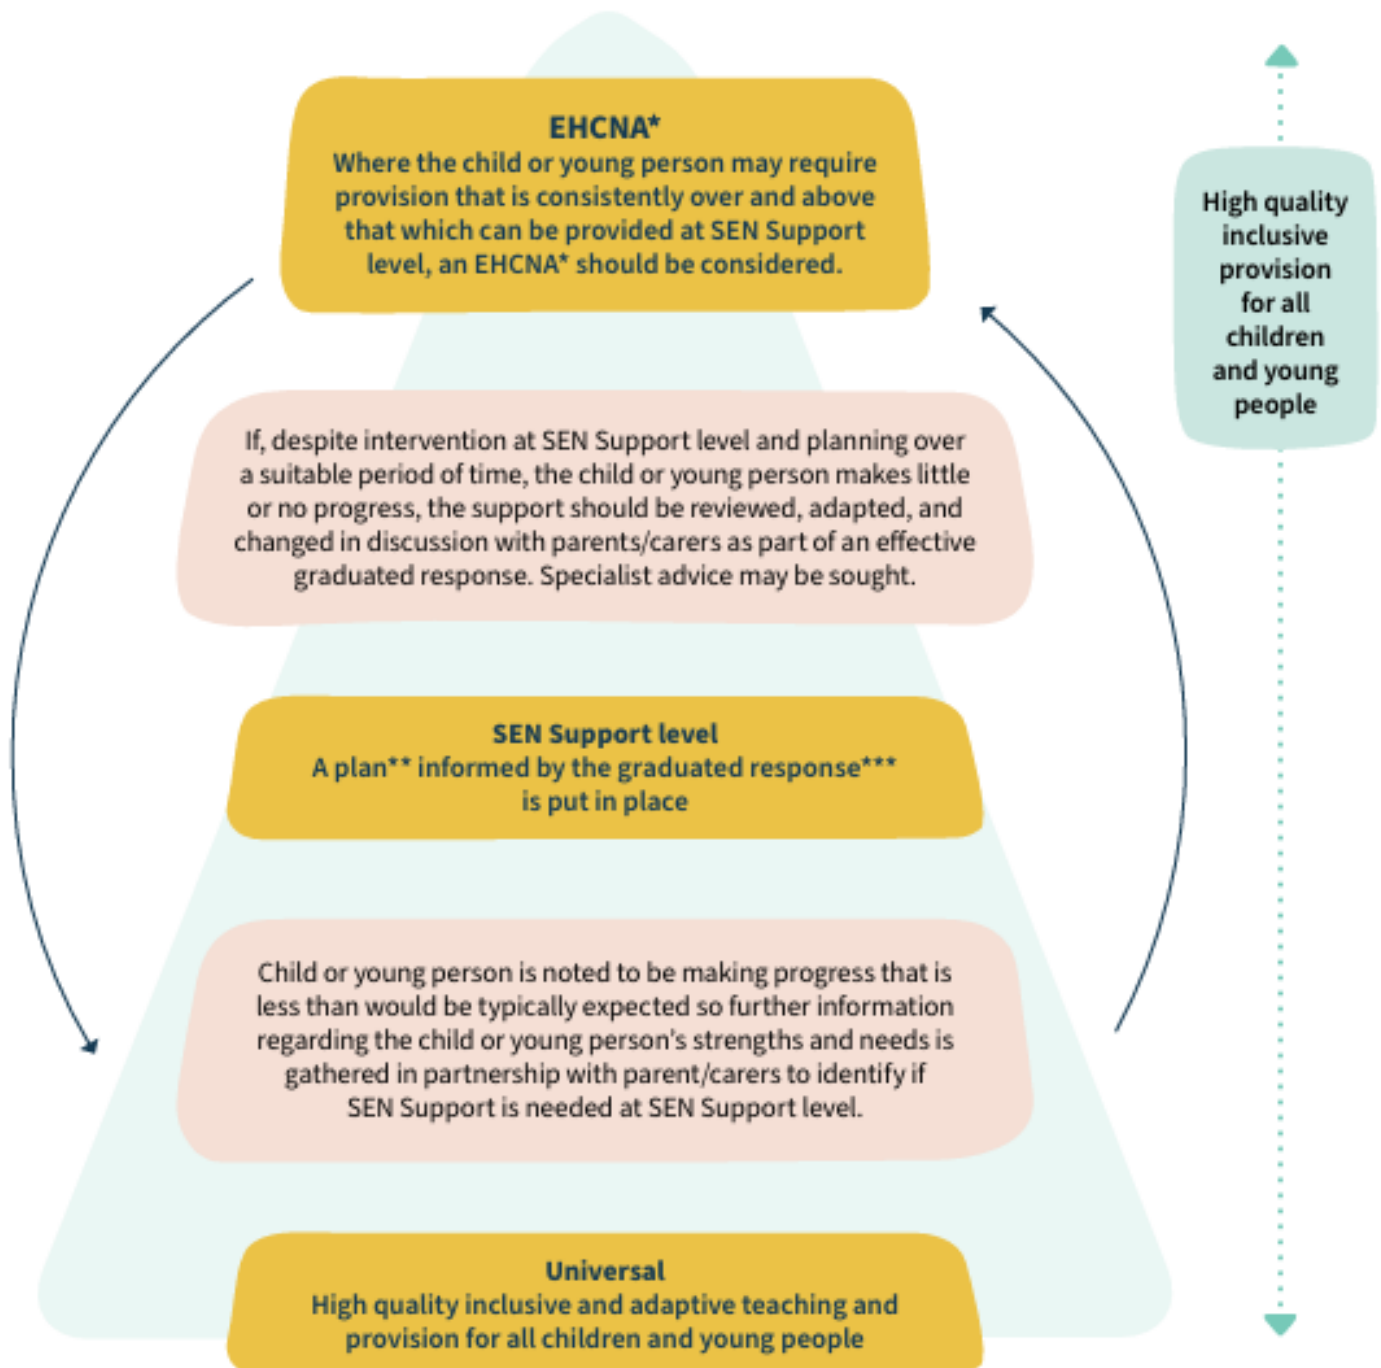 EHCNA*
Where the child or young person may require
provision that is consistently over and above
that which can be provided at SEN Support
level, an EHCNA* should be considered.
High quality
inclusive
provision
for all
children
and young
people
If, despite intervention at SEN Support level and planning over
a suitable period of time, the child or young person makes little
or no progress, the support should be reviewed, adapted, and
changed in discussion with parents/carers as part of an effective
graduated response. Specialist advice may be sought.
SEN Support level
A plan** informed by the graduated response***
is put in place
Child or young person is noted to be making progress that is
less than would be typically expected so further information
regarding the child or young person's strengths and needs is
gathered in partnership with parent/carers to identify if
SEN Support is needed at SEN Support level.
Universal
High quality inclusive and adaptive teaching and
provision for all children and young people